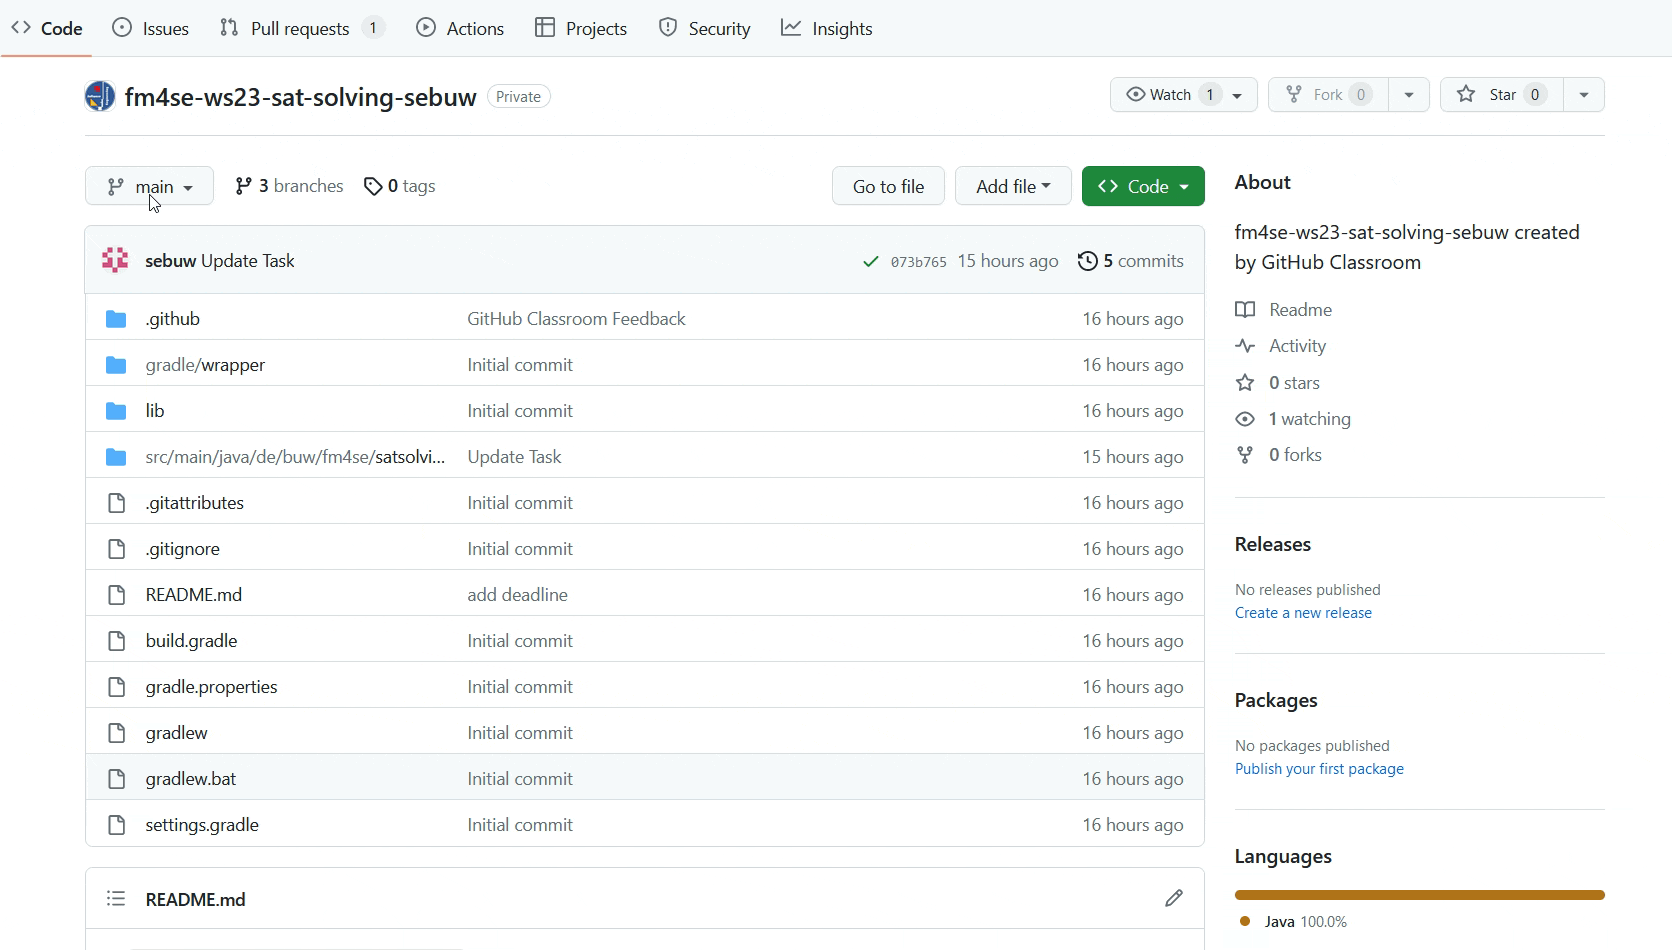 Code Issues Pull requests 1 Actions Projects Security Insights
fm4se-ws23-sat-solving-sebuw Private Watch 1 Fork 0 Star 0
main 3 branches 0 tags Go to file Add file Code
sebuw Update Task 073b765 15 hours ago 5 commits
.github GitHub Classroom Feedback 16 hours ago
gradle/wrapper Initial commit 16 hours ago
lib Initial commit 16 hours ago
src/main/java/de/buw/fm4se/satsolvi... Update Task 15 hours ago
.gitattributes Initial commit 16 hours ago
.gitignore Initial commit 16 hours ago
README.md add deadline 16 hours ago
build.gradle Initial commit 16 hours ago
gradle.properties Initial commit 16 hours ago
gradlew Initial commit 16 hours ago
gradlew.bat Initial commit 16 hours ago
settings.gradle Initial commit 16 hours ago
README.md
About
fm4se-ws23-sat-solving-sebuw created
by GitHub Classroom
Readme
Activity
0 stars
1 watching
0 forks
Releases
No releases published
Create a new release
Packages
No packages published
Publish your first package
Languages
Java 100.0%